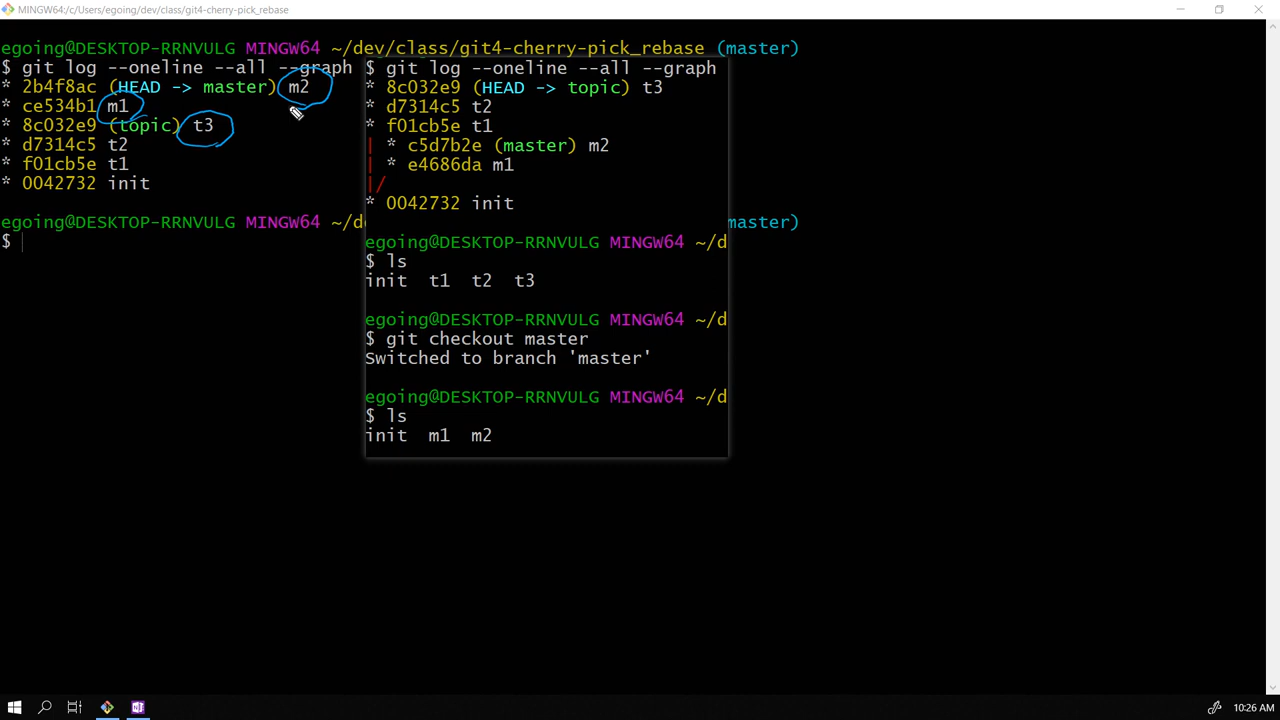 MINGW64:/c/Users/egoing/dev/class/git4-cherry-pick_rebase
egoing@DESKTOP-RRNVULG MINGW64 ~/dev/class/git4-cherry-pick_rebase (master)
$ git log --oneline --all --graph
* 2b4f8ac (HEAD -> master) m2
* ce534b1 m1
* 8c032e9 (topic) t3
* d7314c5 t2
* f01cb5e t1
* 0042732 init
egoing@DESKTOP-RRNVULG MINGW64 ~/d
master)
$
$ git log --oneline --all --graph
* 8c032e9 (HEAD -> topic) t3
* d7314c5 t2
* f01cb5e t1
| * c5d7b2e (master) m2
| * e4686da m1
|/
* 0042732 init
egoing@DESKTOP-RRNVULG MINGW64 ~/d
$ ls
init t1 t2 t3
egoing@DESKTOP-RRNVULG MINGW64 ~/d
$ git checkout master
Switched to branch 'master'
egoing@DESKTOP-RRNVULG MINGW64 ~/d
$ ls
init m1 m2
10:26 AM